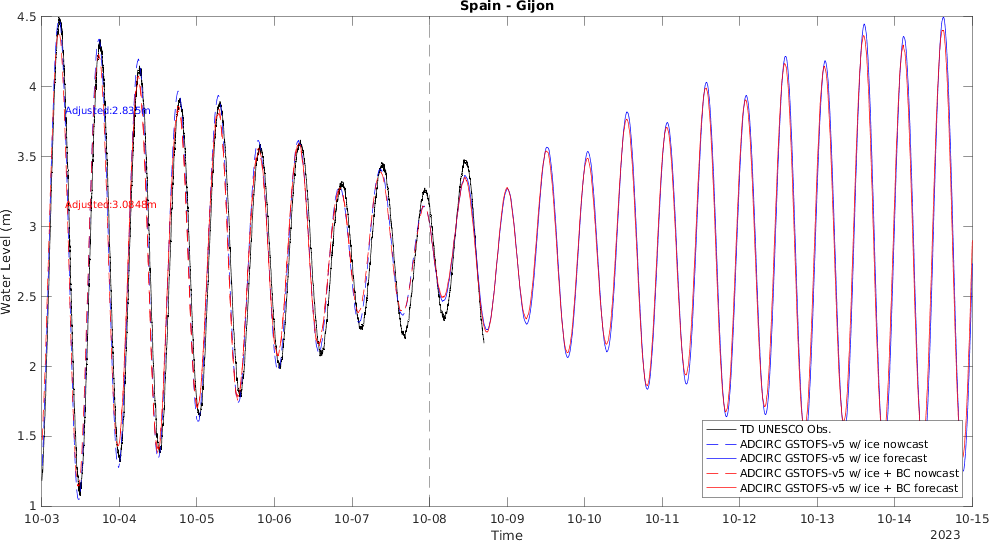 Spain - Gijon
4.5
4
3.5
3
2.5
2
1.5
1
Water Level (m)
Adjusted:2.835m
Adjusted:3.0848m
TD UNESCO Obs.
ADCIRC GSTOFS-v5 w/ ice nowcast
ADCIRC GSTOFS-v5 w/ ice forecast
ADCIRC GSTOFS-v5 w/ ice + BC nowcast
ADCIRC GSTOFS-v5 w/ ice + BC forecast
10-03 10-04 10-05 10-06 10-07 10-08 10-09 10-10 10-11 10-12 10-13 10-14 10-15
Time
2023